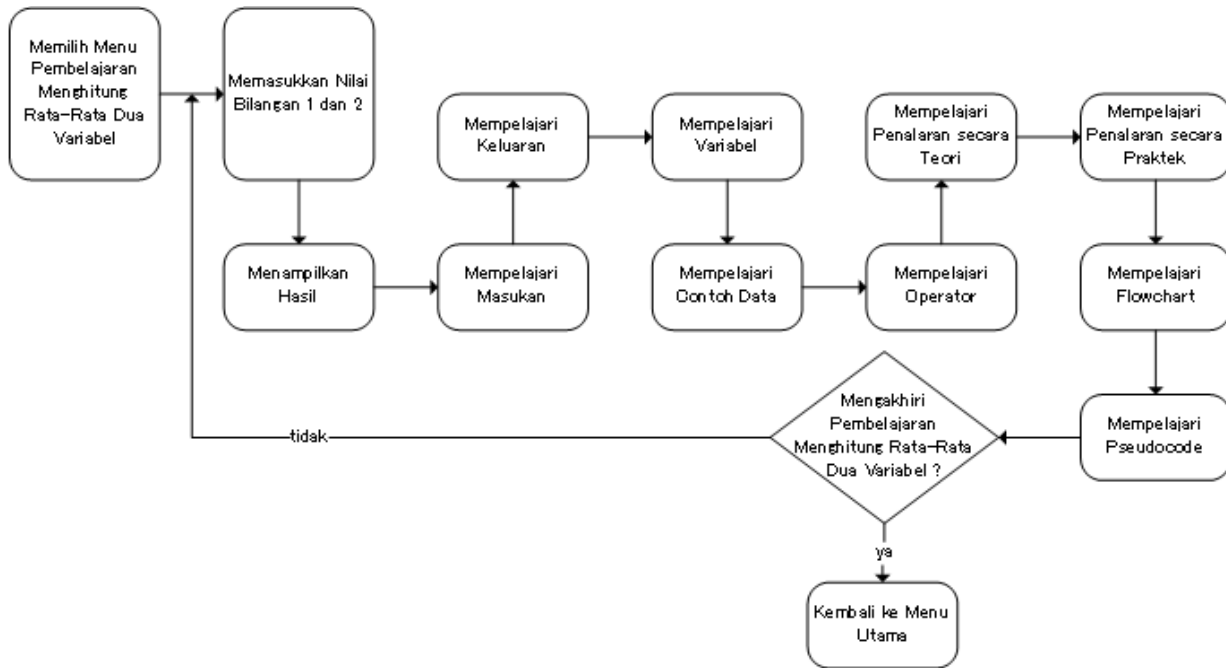 Memilih Menu
Pembelajaran
Menghitung
Rata-Rata Dua
Variabel
Memasukkan Nilai
Bilangan 1 dan 2
Menampilkan
Hasil
Mempelajari
Masukan
Mempelajari
Keluaran
Mempelajari
Variabel
Mempelajari
Contoh Data
Mempelajari
Operator
Mempelajari
Penalaran secara
Teori
Mempelajari
Penalaran secara
Praktek
Mempelajari
Flowchart
Mempelajari
Pseudocode
Mengakhiri
Pembelajaran
Menghitung Rata-Rata
Dua Variabel ?
tidak
ya
Kembali ke Menu
Utama